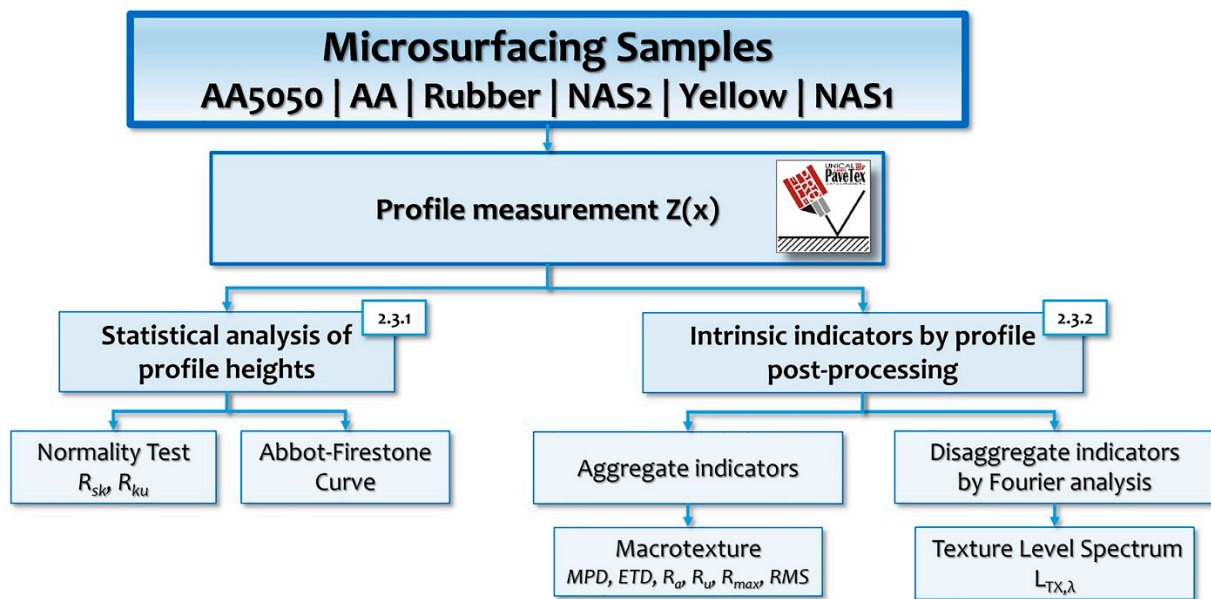 Microsurfacing Samples
AA5050 | AA | Rubber | NAS2 | Yellow | NAS1
Profile measurement Z(x)
UNICAL
PaveTex
2.3.1
Statistical analysis of
profile heights
2.3.2
Intrinsic indicators by profile
post-processing
Normality Test
Rsk, Rku
Abbot-Firestone
Curve
Aggregate indicators
Disaggregate indicators
by Fourier analysis
Macrotexture
MPD, ETD, Ra, Ru, Rmax, RMS
Texture Level Spectrum
LTX,λ